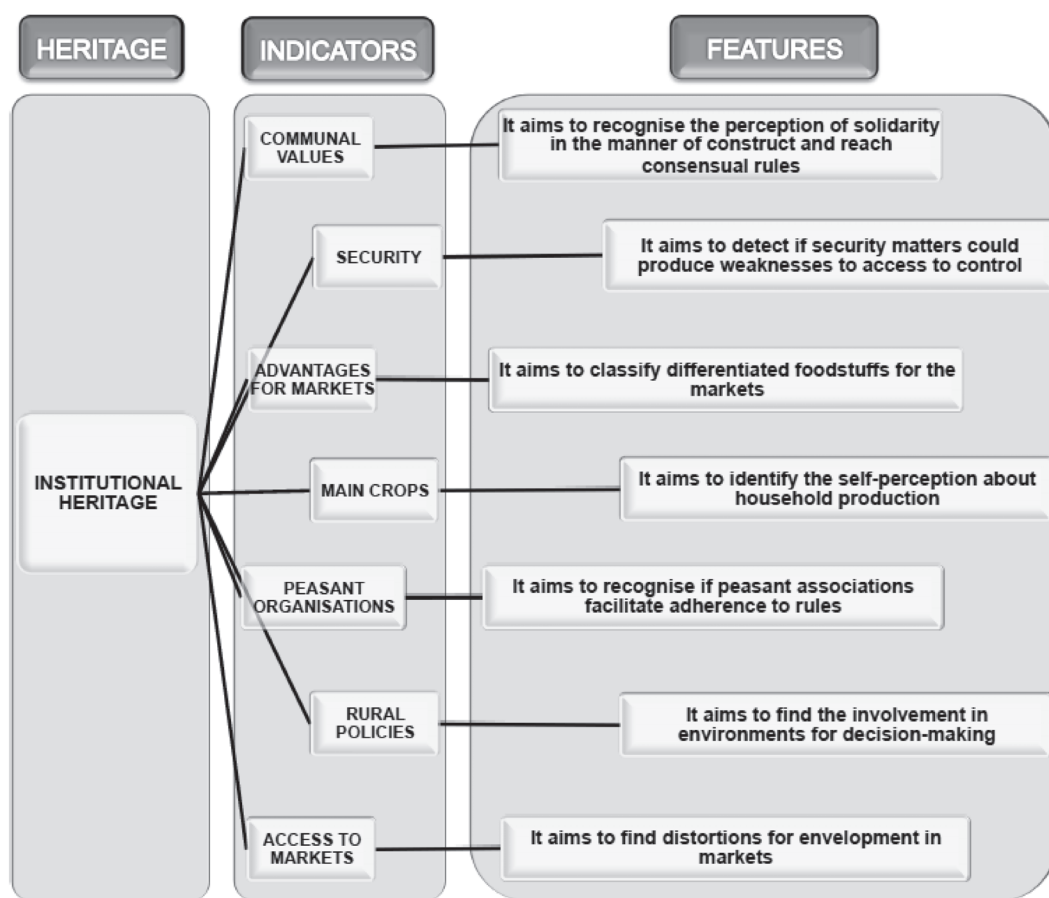 HERITAGE
INDICATORS
FEATURES
COMMUNAL
VALUES
It aims to recognise the perception of solidarity
in the manner of construct and reach
consensual rules
SECURITY
It aims to detect if security matters could
produce weaknesses to access to control
ADVANTAGES
FOR MARKETS
It aims to classify differentiated foodstuffs for the
markets
INSTITUTIONAL
HERITAGE
MAIN CROPS
It aims to identify the self-perception about
household production
PEASANT
ORGANISATIONS
It aims to recognise if peasant associations
facilitate adherence to rules
RURAL
POLICIES
It aims to find the involvement in
environments for decision-making
ACCESS TO
MARKETS
It aims to find distortions for envelopment in
markets